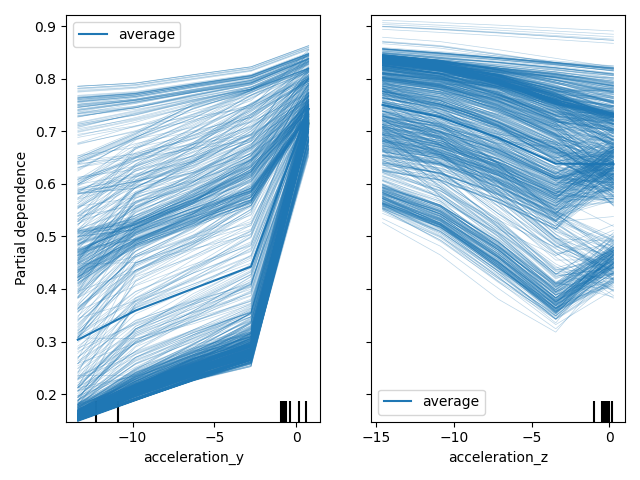 average
0.9
0.8
0.7
0.6
0.5
0.4
0.3
0.2
Partial dependence
−10 −5 0
acceleration_y
average
−15 −10 −5 0
acceleration_z